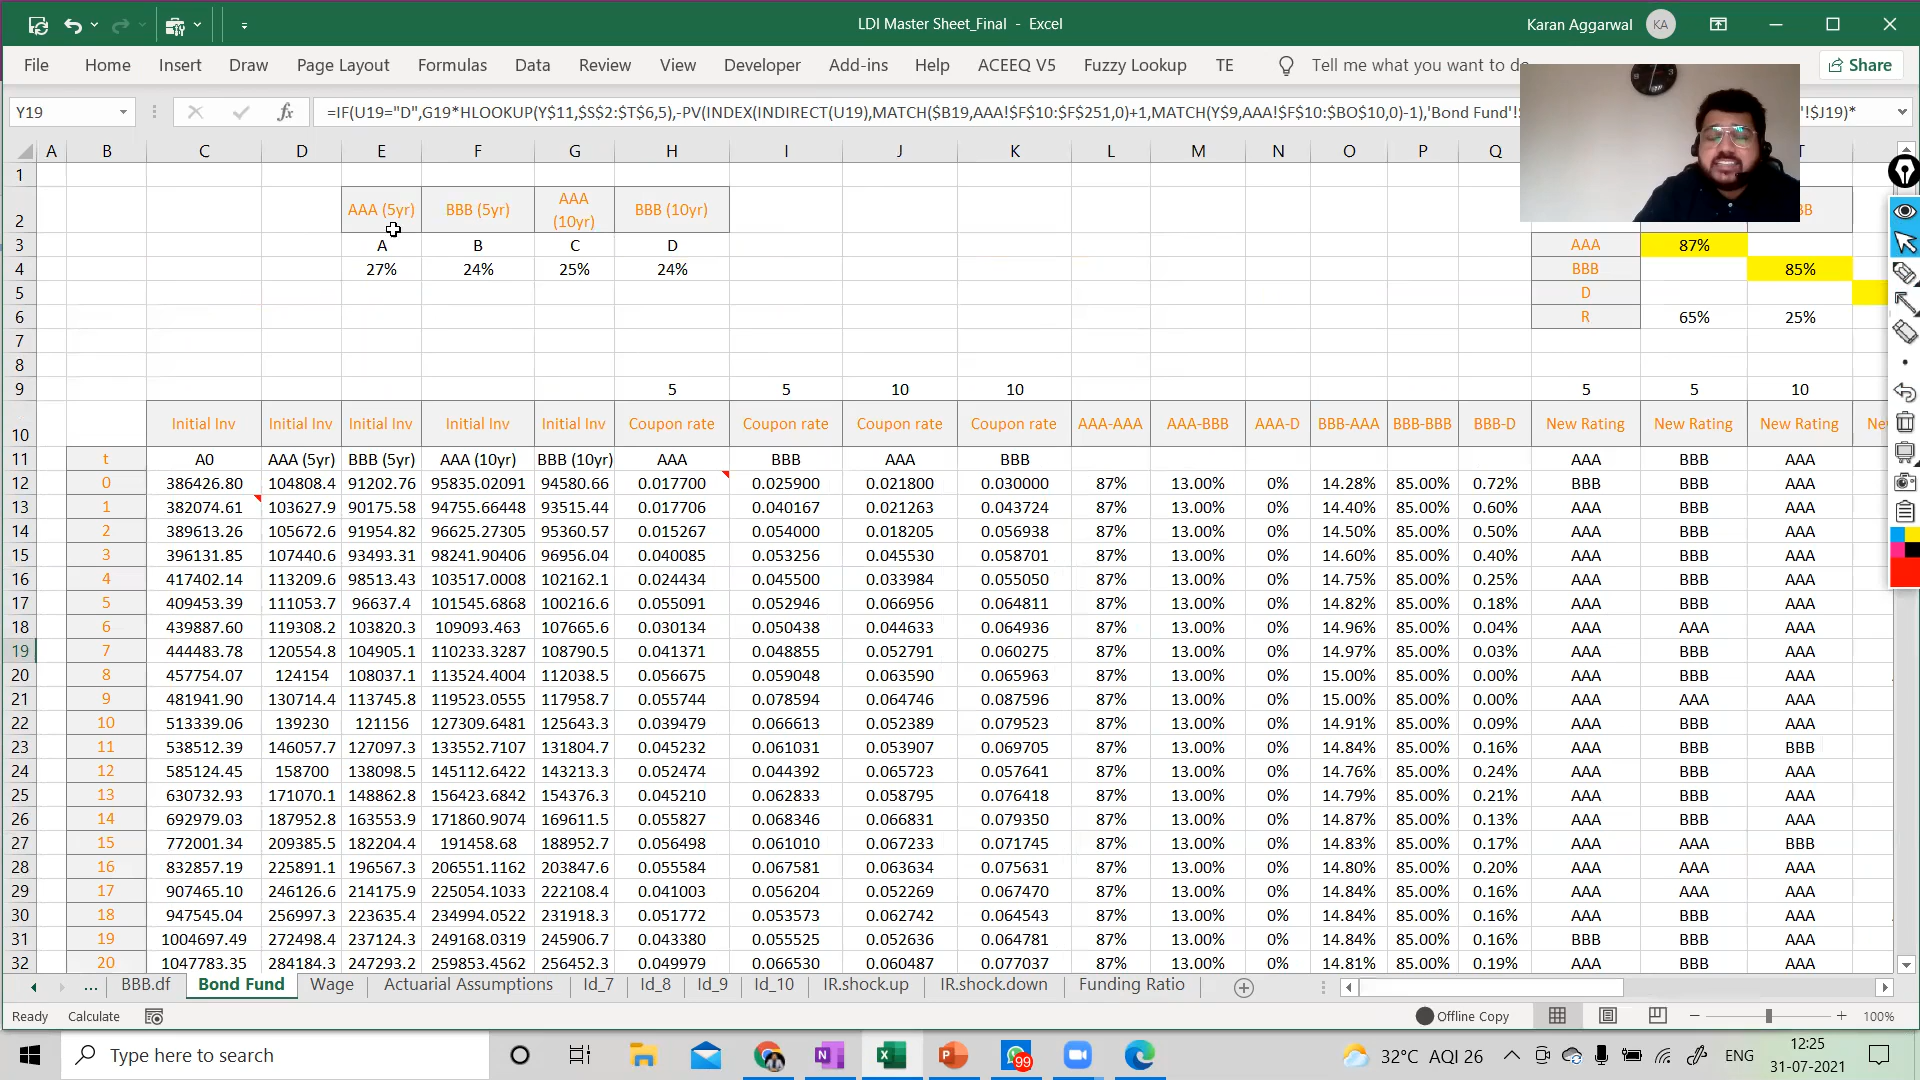 LDI Master Sheet_Final - Excel
Karan Aggarwal KA
File Home Insert Draw Page Layout Formulas Data Review View Developer Add-ins Help ACEEQ V5 Fuzzy Lookup TE Tell me what you want to do Share
Y19 fx =IF(U19="D",G19*HLOOKUP(Y$11,$S$2:$T$6,5),-PV(INDEX(INDIRECT(U19),MATCH($B19,AAA!$F$10:$F$251,0)+1,MATCH(Y$9,AAA!$F$10:$BO$10,0)-1),'Bond Fund'! '!$J19)*
A B C D E F G H I J K L M N O P Q T
1
2 AAA (5yr) BBB (5yr) AAA (10yr) BBB (10yr) BB
3 A B C D AAA 87%
4 27% 24% 25% 24% BBB 85%
5 D
6 R 65% 25%
7
8
9 5 5 10 10 5 5 10
10 Initial Inv Initial Inv Initial Inv Initial Inv Initial Inv Coupon rate Coupon rate Coupon rate Coupon rate AAA-AAA AAA-BBB AAA-D BBB-AAA BBB-BBB BBB-D New Rating New Rating New Rating Ne
11 t A0 AAA (5yr) BBB (5yr) AAA (10yr) BBB (10yr) AAA BBB AAA BBB AAA BBB AAA
12 0 386426.80 104808.4 91202.76 95835.02091 94580.66 0.017700 0.025900 0.021800 0.030000 87% 13.00% 0% 14.28% 85.00% 0.72% BBB BBB AAA
13 1 382074.61 103627.9 90175.58 94755.66448 93515.44 0.017706 0.040167 0.021263 0.043724 87% 13.00% 0% 14.40% 85.00% 0.60% AAA BBB AAA
14 2 389613.26 105672.6 91954.82 96625.27305 95360.57 0.015267 0.054000 0.018205 0.056938 87% 13.00% 0% 14.50% 85.00% 0.50% AAA BBB AAA
15 3 396131.85 107440.6 93493.31 98241.90406 96956.04 0.040085 0.053256 0.045530 0.058701 87% 13.00% 0% 14.60% 85.00% 0.40% AAA BBB AAA
16 4 417402.14 113209.6 98513.43 103517.0008 102162.1 0.024434 0.045500 0.033984 0.055050 87% 13.00% 0% 14.75% 85.00% 0.25% AAA BBB AAA
17 5 409453.39 111053.7 96637.4 101545.6868 100216.6 0.055091 0.052946 0.066956 0.064811 87% 13.00% 0% 14.82% 85.00% 0.18% AAA BBB AAA
18 6 439887.60 119308.2 103820.3 109093.463 107665.6 0.030134 0.050438 0.044633 0.064936 87% 13.00% 0% 14.96% 85.00% 0.04% AAA AAA AAA
19 7 444483.78 120554.8 104905.1 110233.3287 108790.5 0.041371 0.048855 0.052791 0.060275 87% 13.00% 0% 14.97% 85.00% 0.03% AAA BBB AAA
20 8 457754.07 124154 108037.1 113524.4004 112038.5 0.056675 0.059048 0.063590 0.065963 87% 13.00% 0% 15.00% 85.00% 0.00% AAA BBB AAA
21 9 481941.90 130714.4 113745.8 119523.0555 117958.7 0.055744 0.078594 0.064746 0.087596 87% 13.00% 0% 15.00% 85.00% 0.00% AAA AAA AAA
22 10 513339.06 139230 121156 127309.6481 125643.3 0.039479 0.066613 0.052389 0.079523 87% 13.00% 0% 14.91% 85.00% 0.09% AAA BBB AAA
23 11 538512.39 146057.7 127097.3 133552.7107 131804.7 0.045232 0.061031 0.053907 0.069705 87% 13.00% 0% 14.84% 85.00% 0.16% AAA BBB BBB
24 12 585124.45 158700 138098.5 145112.6422 143213.3 0.052474 0.044392 0.065723 0.057641 87% 13.00% 0% 14.76% 85.00% 0.24% AAA BBB AAA
25 13 630732.93 171070.1 148862.8 156423.6842 154376.3 0.045210 0.062833 0.058795 0.076418 87% 13.00% 0% 14.79% 85.00% 0.21% AAA BBB AAA
26 14 692979.03 187952.8 163553.9 171860.9074 169611.5 0.055827 0.068346 0.066831 0.079350 87% 13.00% 0% 14.87% 85.00% 0.13% AAA BBB AAA
27 15 772001.34 209385.5 182204.4 191458.68 188952.7 0.056498 0.061010 0.067233 0.071745 87% 13.00% 0% 14.83% 85.00% 0.17% AAA AAA BBB
28 16 832857.19 225891.1 196567.3 206551.1162 203847.6 0.055584 0.067581 0.063634 0.075631 87% 13.00% 0% 14.80% 85.00% 0.20% AAA AAA AAA
29 17 907465.10 246126.6 214175.9 225054.1033 222108.4 0.041003 0.056204 0.052269 0.067470 87% 13.00% 0% 14.84% 85.00% 0.16% AAA AAA AAA
30 18 947545.04 256997.3 223635.4 234994.0522 231918.3 0.051772 0.053573 0.062742 0.064543 87% 13.00% 0% 14.84% 85.00% 0.16% AAA BBB AAA
31 19 1004697.49 272498.4 237124.3 249168.0319 245906.7 0.043380 0.055525 0.052636 0.064781 87% 13.00% 0% 14.84% 85.00% 0.16% BBB BBB AAA
32 20 1047783.35 284184.3 247293.2 259853.4562 256452.3 0.049979 0.066530 0.060487 0.077037 87% 13.00% 0% 14.81% 85.00% 0.19% AAA BBB AAA
... BBB.df Bond Fund Wage Actuarial Assumptions Id_7 Id_8 Id_9 Id_10 IR.shock.up IR.shock.down Funding Ratio
Ready Calculate Offline Copy 100%
Type here to search 99 32°C AQI 26 ENG 12:25
31-07-2021